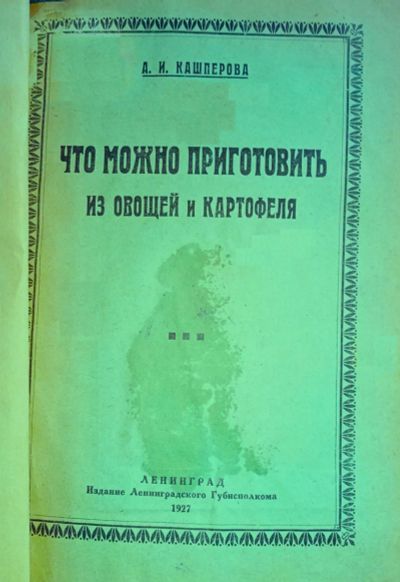 А. И. КАШПЕРОВА
ЧТО МОЖНО ПРИГОТОВИТЬ
ИЗ ОВОЩЕЙ и КАРТОФЕЛЯ
ЛЕНИНГРАД
Издание Ленинградского Губисполкома
1927